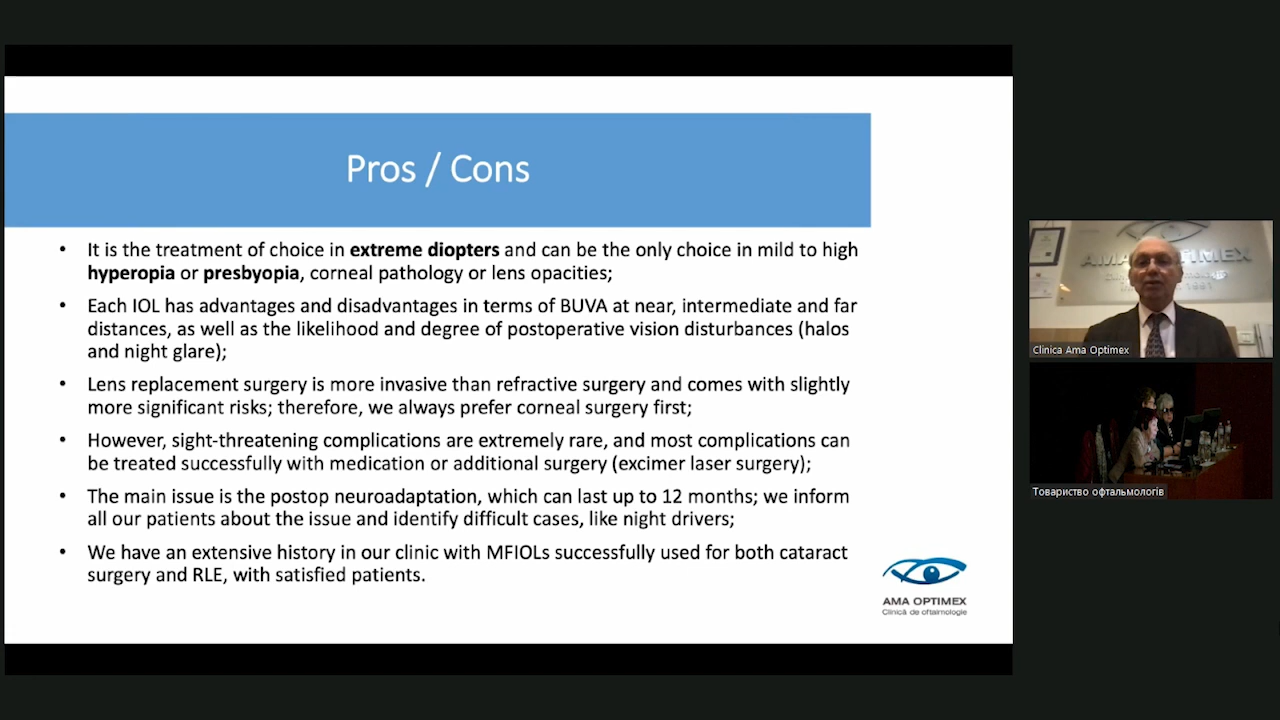 Pros / Cons
• It is the treatment of choice in extreme diopters and can be the only choice in mild to high
hyperopia or presbyopia, corneal pathology or lens opacities;
• Each IOL has advantages and disadvantages in terms of BUVA at near, intermediate and far
distances, as well as the likelihood and degree of postoperative vision disturbances (halos
and night glare);
• Lens replacement surgery is more invasive than refractive surgery and comes with slightly
more significant risks; therefore, we always prefer corneal surgery first;
• However, sight-threatening complications are extremely rare, and most complications can
be treated successfully with medication or additional surgery (excimer laser surgery);
• The main issue is the postop neuroadaptation, which can last up to 12 months; we inform
all our patients about the issue and identify difficult cases, like night drivers;
• We have an extensive history in our clinic with MFIOLs successfully used for both cataract
surgery and RLE, with satisfied patients.
AMA OPTIMEX
Clinică de oftalmologie
Clinica Ama Optimex
Товариство офтальмологів